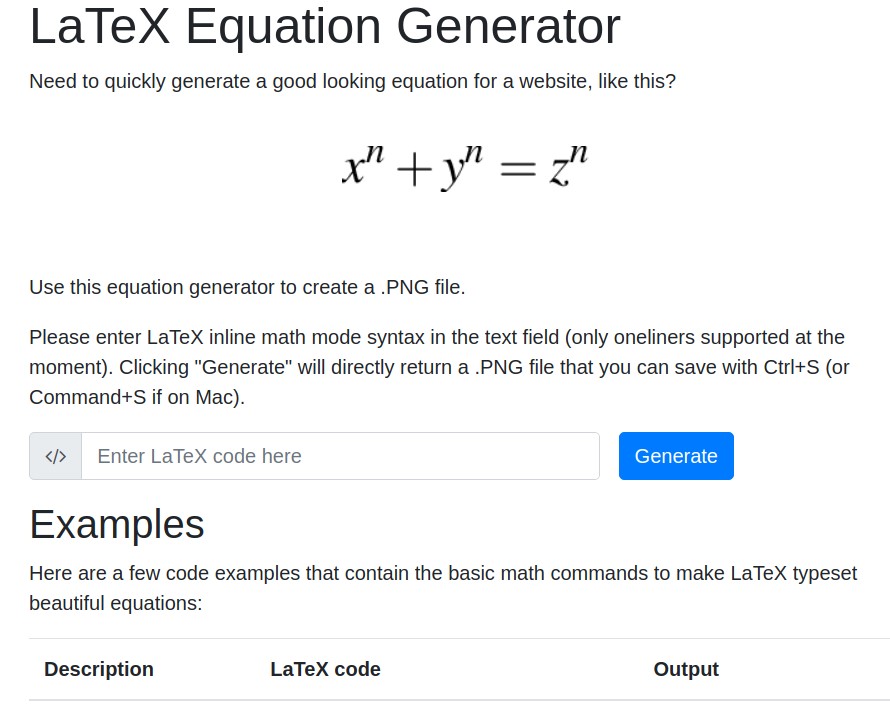 LaTeX Equation Generator
Need to quickly generate a good looking equation for a website, like this?
xⁿ + yⁿ = zⁿ
Use this equation generator to create a .PNG file.
Please enter LaTeX inline math mode syntax in the text field (only oneliners supported at the
moment). Clicking "Generate" will directly return a .PNG file that you can save with Ctrl+S (or
Command+S if on Mac).
</> Enter LaTeX code here Generate
Examples
Here are a few code examples that contain the basic math commands to make LaTeX typeset
beautiful equations:
Description LaTeX code Output